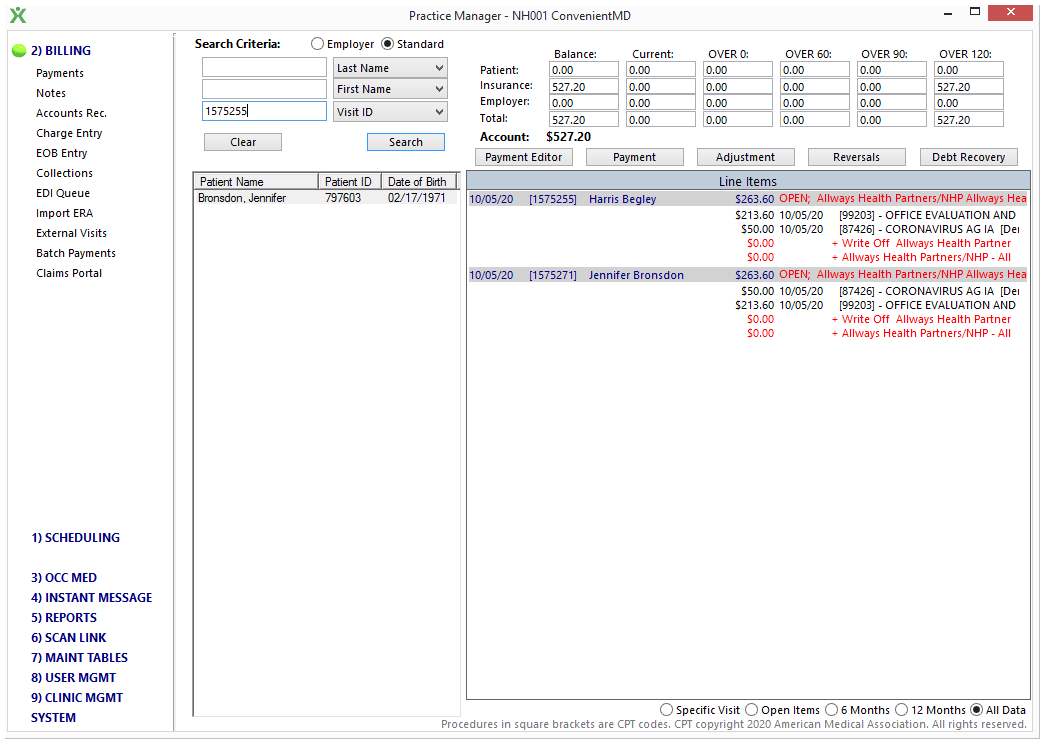 Practice Manager - NH001 ConvenientMD
2) BILLING
Payments
Notes
Accounts Rec.
Charge Entry
EOB Entry
Collections
EDI Queue
Import ERA
External Visits
Batch Payments
Claims Portal
1) SCHEDULING
3) OCC MED
4) INSTANT MESSAGE
5) REPORTS
6) SCAN LINK
7) MAINT TABLES
8) USER MGMT
9) CLINIC MGMT
SYSTEM
Search Criteria: Employer Standard
Last Name
First Name
1575255 Visit ID
Clear Search
Patient Name Patient ID Date of Birth
Bronsdon, Jennifer 797603 02/17/1971
Balance: Current: OVER 0: OVER 60: OVER 90: OVER 120:
Patient: 0.00 0.00 0.00 0.00 0.00 0.00
Insurance: 527.20 0.00 0.00 0.00 0.00 527.20
Employer: 0.00 0.00 0.00 0.00 0.00 0.00
Total: 527.20 0.00 0.00 0.00 0.00 527.20
Account: $527.20
Payment Editor Payment Adjustment Reversals Debt Recovery
Line Items
10/05/20 [1575255] Harris Begley $263.60 OPEN; Allways Health Partners/NHP Allways Hea
$213.60 10/05/20 [99203] - OFFICE EVALUATION AND
$50.00 10/05/20 [87426] - CORONAVIRUS AG IA [Der
$0.00 + Write Off Allways Health Partner
$0.00 + Allways Health Partners/NHP - All
10/05/20 [1575271] Jennifer Bronsdon $263.60 OPEN; Allways Health Partners/NHP Allways Hea
$50.00 10/05/20 [87426] - CORONAVIRUS AG IA [Der
$213.60 10/05/20 [99203] - OFFICE EVALUATION AND
$0.00 + Write Off Allways Health Partner
$0.00 + Allways Health Partners/NHP - All
Specific Visit Open Items 6 Months 12 Months All Data
Procedures in square brackets are CPT codes. CPT copyright 2020 American Medical Association. All rights reserved.